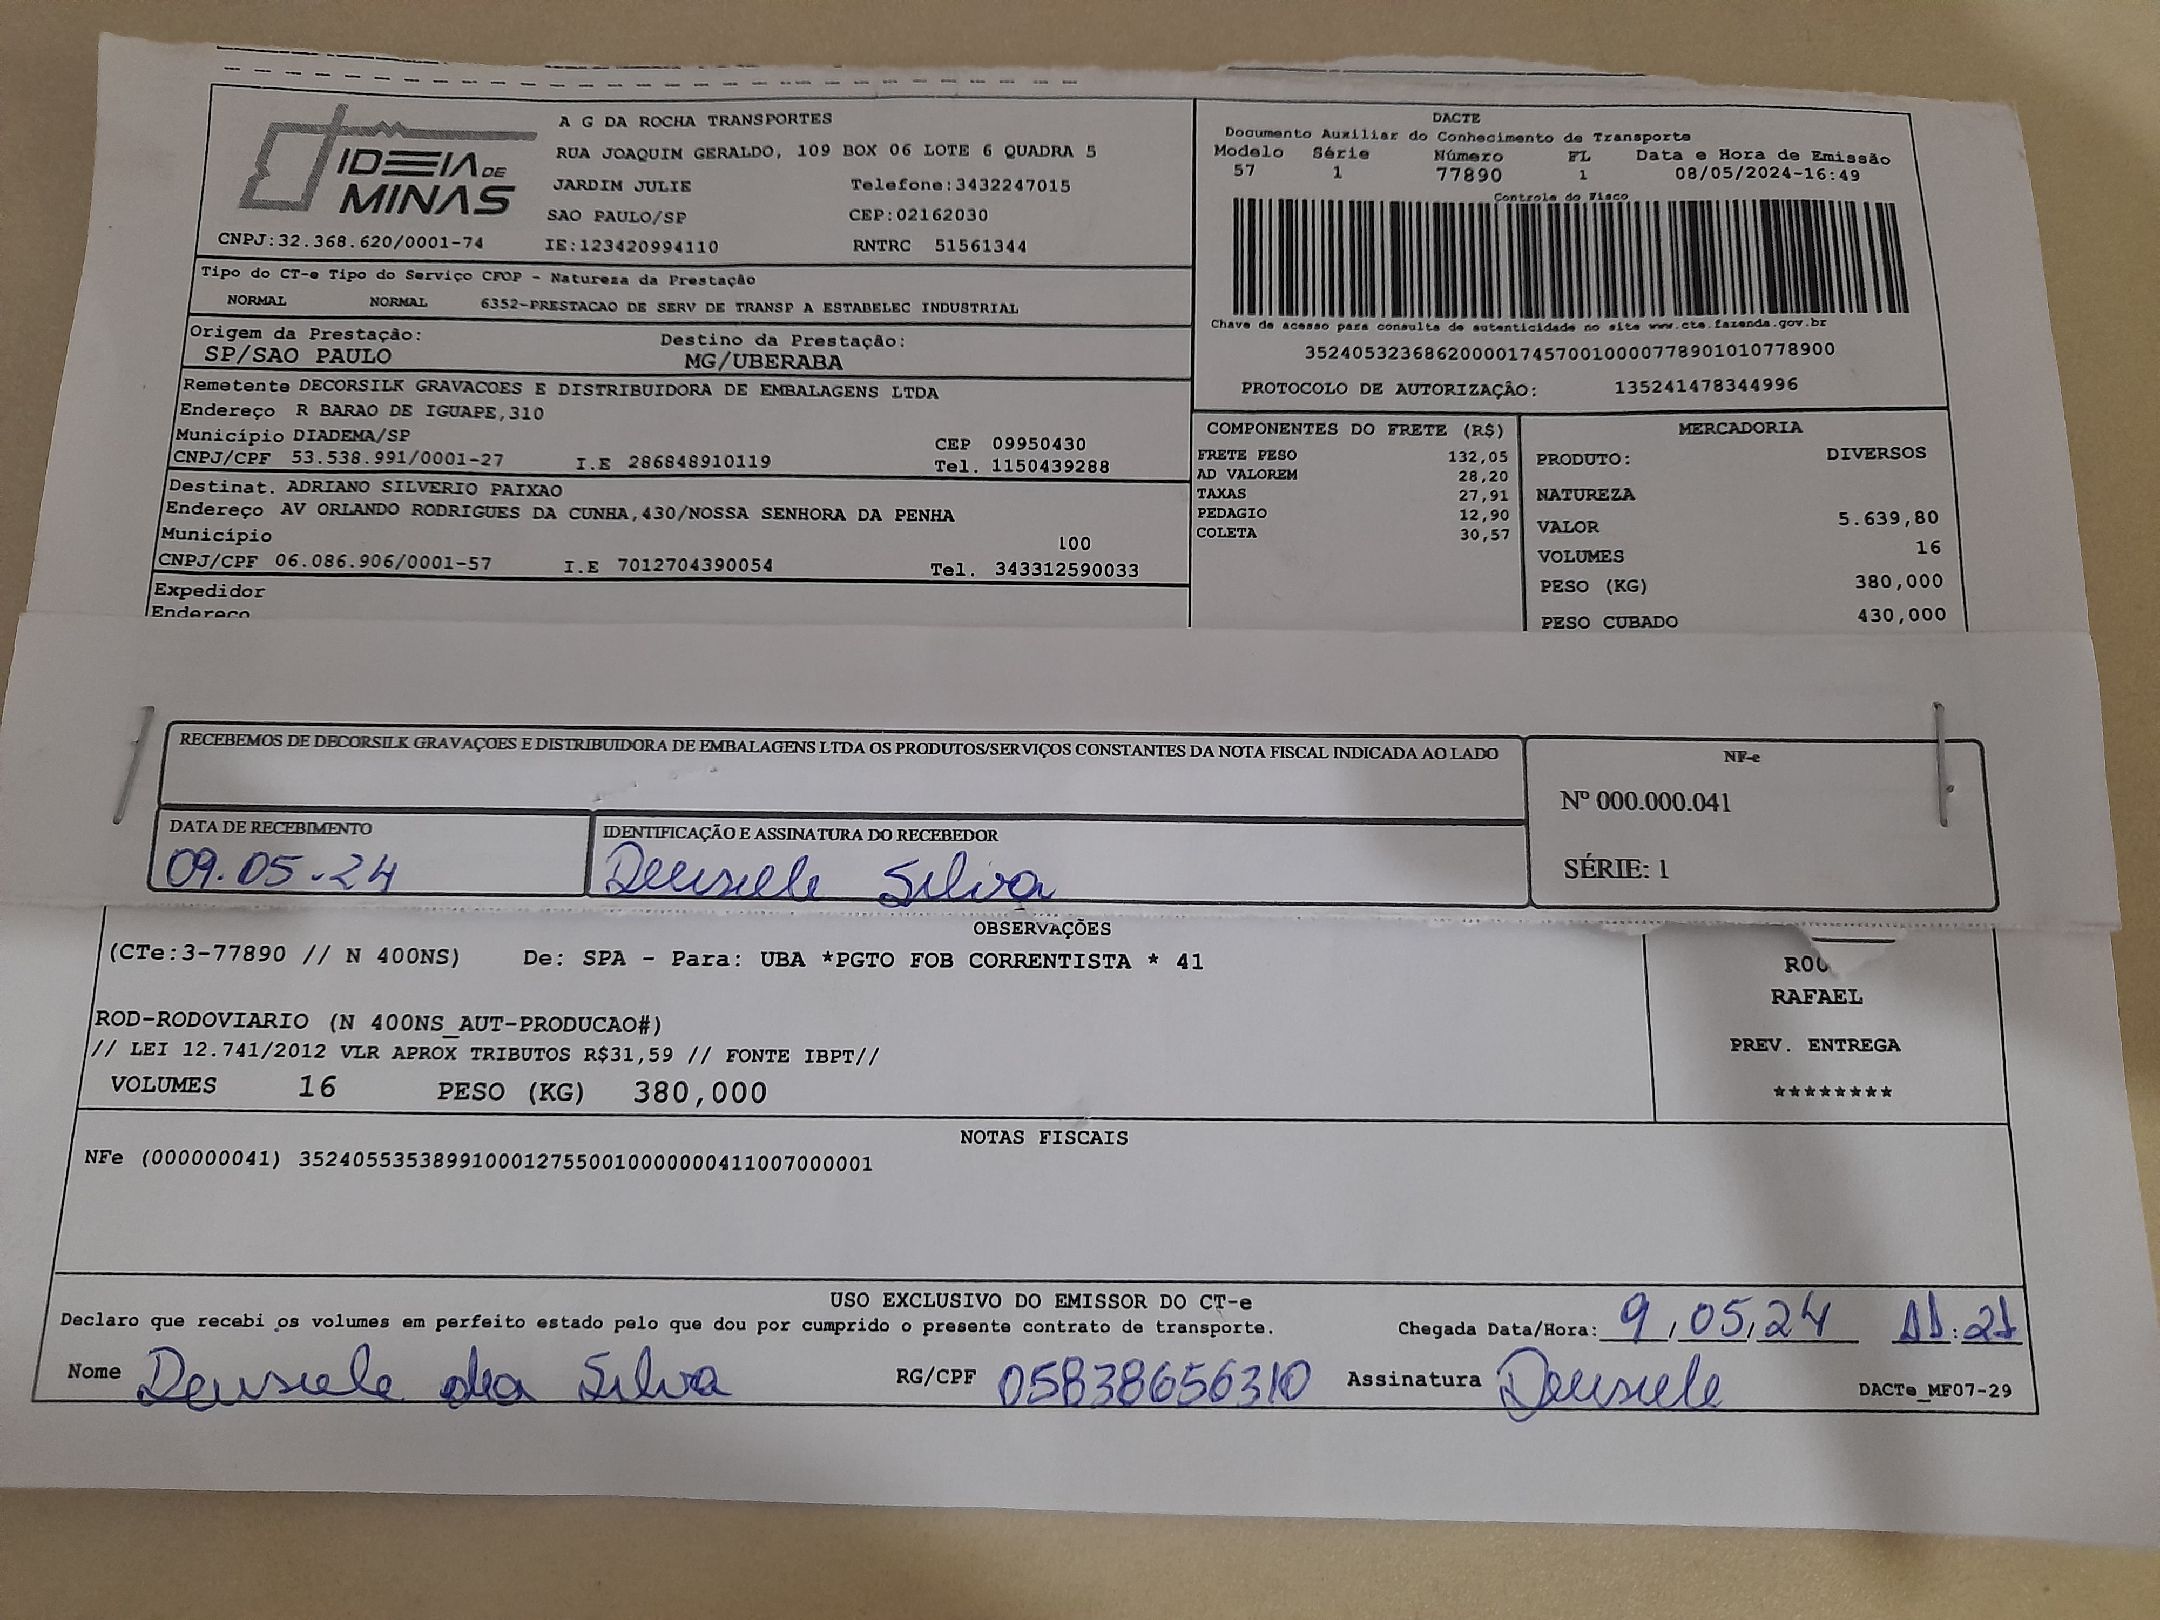 IDEIA DE
MINAS
CNPJ:32.368.620/0001-74
A G DA ROCHA TRANSPORTES
RUA JOAQUIM GERALDO, 109 BOX 06 LOTE 6 QUADRA 5
JARDIM JULIE Telefone:3432247015
SAO PAULO/SP CEP:02162030
IE:123420994110 RNTRC 51561344
DACTE
Documento Auxiliar do Conhecimento de Transporte
Modelo Série Número FL Data e Hora de Emissão
57 1 77890 1 08/05/2024-16:49
Controle do Fisco
Chave de acesso para consulta de autenticidade no site www.cte.fazenda.gov.br
35240532368620000174570010000778901010778900
PROTOCOLO DE AUTORIZAÇÃO: 135241478344996
Tipo do CT-e Tipo do Serviço CFOP - Natureza da Prestação
NORMAL NORMAL 6352-PRESTACAO DE SERV DE TRANSP A ESTABELEC INDUSTRIAL
Origem da Prestação: Destino da Prestação:
SP/SAO PAULO MG/UBERABA
Remetente DECORSILK GRAVACOES E DISTRIBUIDORA DE EMBALAGENS LTDA
Endereço R BARAO DE IGUAPE,310
Município DIADEMA/SP CEP 09950430
CNPJ/CPF 53.538.991/0001-27 I.E 286848910119 Tel. 1150439288
Destinat. ADRIANO SILVERIO PAIXAO
Endereço AV ORLANDO RODRIGUES DA CUNHA,430/NOSSA SENHORA DA PENHA
Município 100
CNPJ/CPF 06.086.906/0001-57 I.E 7012704390054 Tel. 343312590033
Expedidor
Endereço
COMPONENTES DO FRETE (R$)
FRETE PESO 132,05
AD VALOREM 28,20
TAXAS 27,91
PEDAGIO 12,90
COLETA 30,57
MERCADORIA
PRODUTO: DIVERSOS
NATUREZA
VALOR 5.639,80
VOLUMES 16
PESO (KG) 380,000
PESO CUBADO 430,000
RECEBEMOS DE DECORSILK GRAVAÇOES E DISTRIBUIDORA DE EMBALAGENS LTDA OS PRODUTOS/SERVIÇOS CONSTANTES DA NOTA FISCAL INDICADA AO LADO
DATA DE RECEBIMENTO IDENTIFICAÇÃO E ASSINATURA DO RECEBEDOR
09.05.24 Deusiele Silva
NF-e
Nº 000.000.041
SÉRIE: 1
OBSERVAÇÕES
(CTe:3-77890 // N 400NS) De: SPA - Para: UBA *PGTO FOB CORRENTISTA * 41
ROD-RODOVIARIO (N 400NS_AUT-PRODUCAO#)
// LEI 12.741/2012 VLR APROX TRIBUTOS R$31,59 // FONTE IBPT//
VOLUMES 16 PESO (KG) 380,000
RAFAEL
PREV. ENTREGA
********
NOTAS FISCAIS
NFe (000000041) 35240553538991000127550010000000411007000001
USO EXCLUSIVO DO EMISSOR DO CT-e
Declaro que recebi os volumes em perfeito estado pelo que dou por cumprido o presente contrato de transporte. Chegada Data/Hora: 9,05,24 11:21
Nome Deusiele da Silva RG/CPF 05838656310 Assinatura Deusiele DACTe_MF07-29